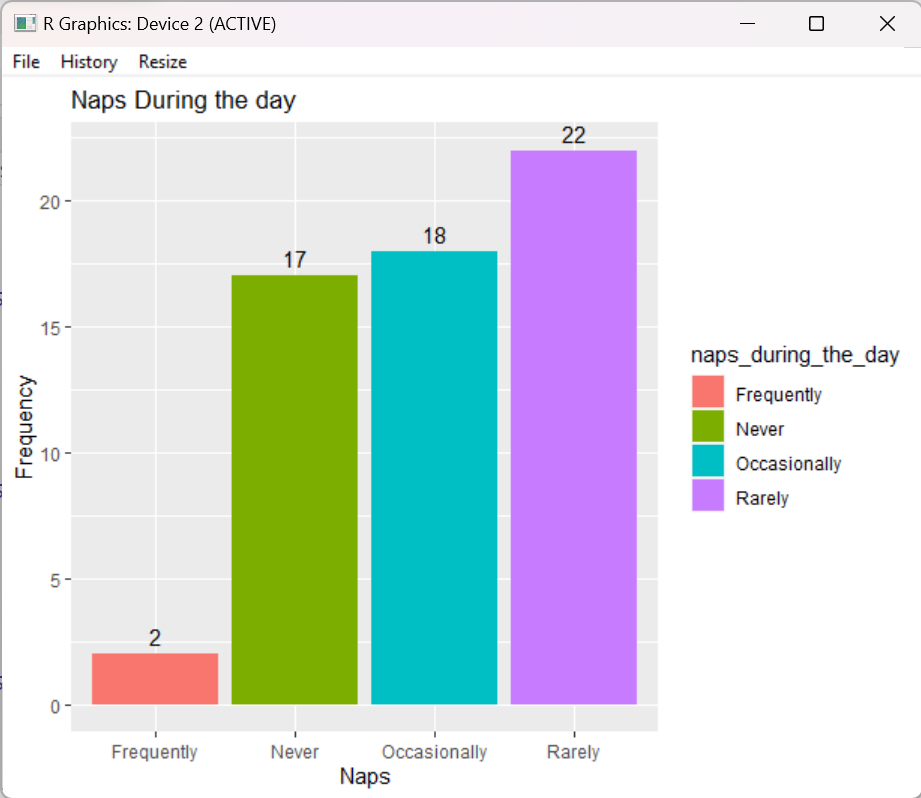 R Graphics: Device 2 (ACTIVE)
File History Resize
Naps During the day
22
18
17
2
20
15
10
5
0
Frequency
Frequently Never Occasionally Rarely
Naps
naps_during_the_day
Frequently
Never
Occasionally
Rarely